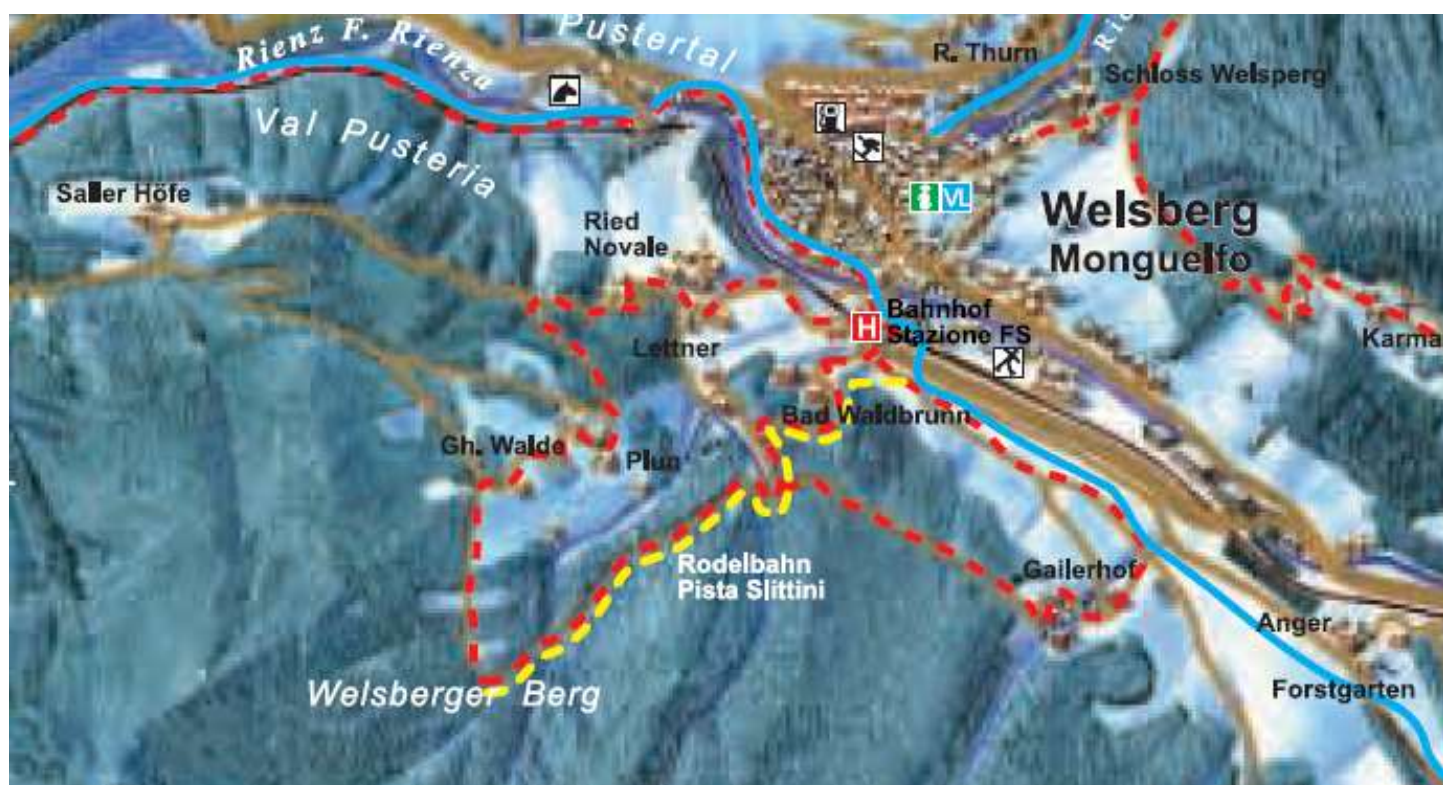 Pustertal
Rienz F. Rienza
R. Thurn
Schloss Welsperg
Val Pusteria
Saller Höfe
VL
Welsberg
Monguelfo
Ried
Novale
H
Bahnhof
Stazione FS
Lettner
Karma
Bad Waldbrunn
Gh. Walde
Plun
Rodelbahn
Pista Slittini
Gailerhof
Anger
Welsberger Berg
Forstgarten